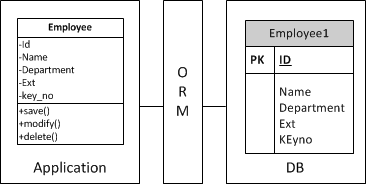 Employee
-Id
-Name
-Department
-Ext
-key_no
+save()
+modify()
+delete()
Application
O
R
M
Employee1
PK ID
Name
Department
Ext
KEyno
DB